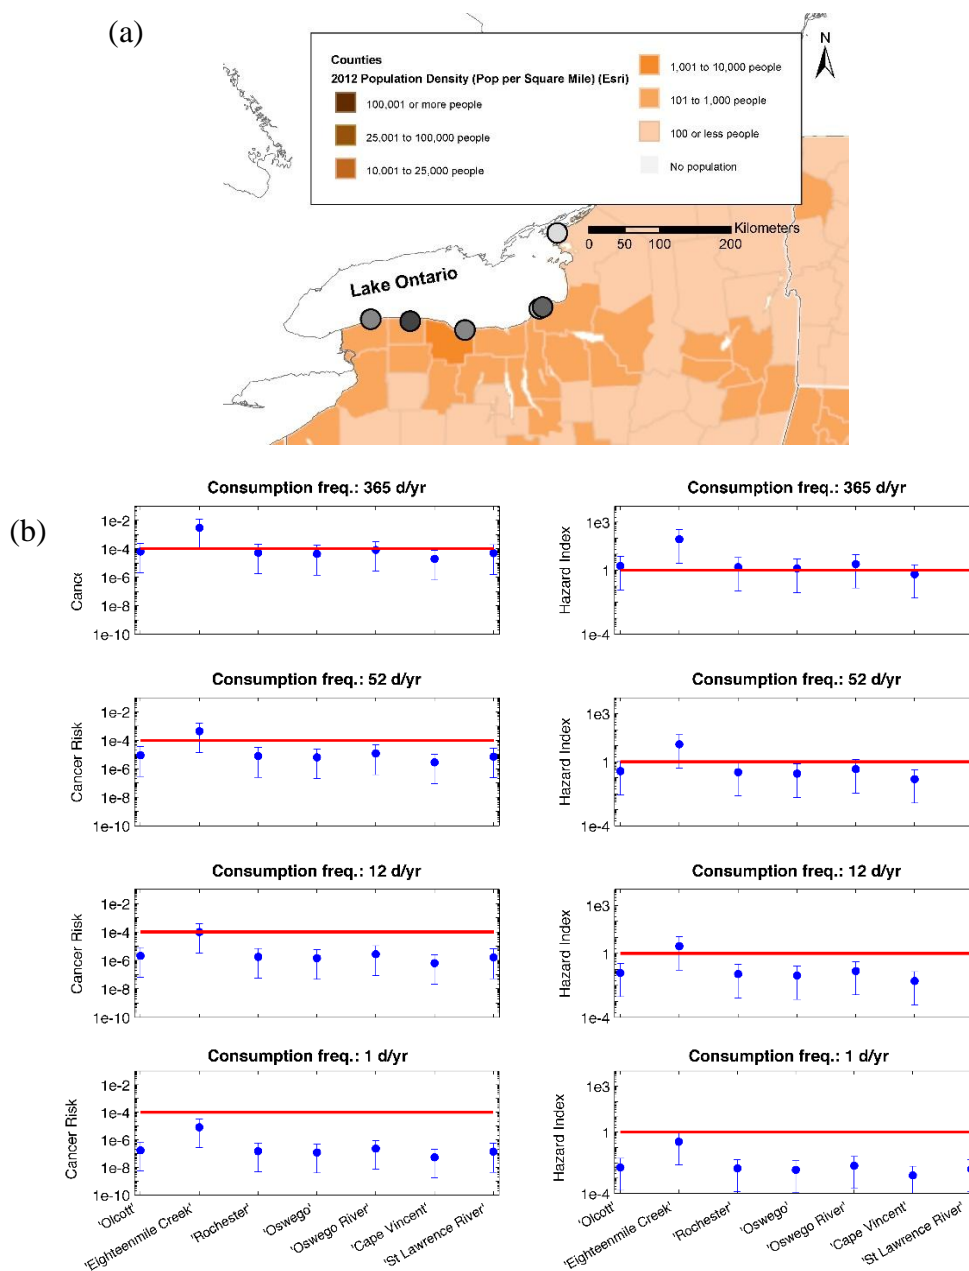 (a)
N
Counties
2012 Population Density (Pop per Square Mile) (Esri)
100,001 or more people
25,001 to 100,000 people
10,001 to 25,000 people
1,001 to 10,000 people
101 to 1,000 people
100 or less people
No population
Kilometers
0 50 100 200
Lake Ontario
(b)
Consumption freq.: 365 d/yr
1e-2
1e-4
1e-6
1e-8
1e-10
Consumption freq.: 365 d/yr
Hazard Index
1e3
1
1e-4
Consumption freq.: 52 d/yr
Cancer Risk
1e-2
1e-4
1e-6
1e-8
1e-10
Consumption freq.: 52 d/yr
Hazard Index
1e3
1
1e-4
Consumption freq.: 12 d/yr
Cancer Risk
1e-2
1e-4
1e-6
1e-8
1e-10
Consumption freq.: 12 d/yr
Hazard Index
1e3
1
1e-4
Consumption freq.: 1 d/yr
Cancer Risk
1e-2
1e-4
1e-6
1e-8
1e-10
'Olcott'
'Eighteenmile Creek'
'Rochester'
'Oswego'
'Oswego River'
'Cape Vincent'
'St Lawrence River'
Consumption freq.: 1 d/yr
Hazard Index
1e3
1
1e-4
'Olcott'
'Eighteenmile Creek'
'Rochester'
'Oswego'
'Oswego River'
'Cape Vincent'
'St Lawrence River'